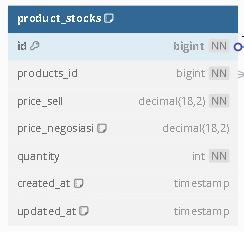 product_stocks
id bigint NN
products_id bigint NN
price_sell decimal(18,2) NN
price_negosiasi decimal(18,2)
quantity int NN
created_at timestamp
updated_at timestamp